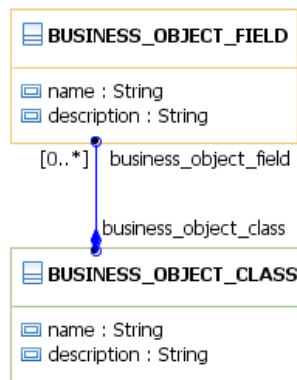 BUSINESS_OBJECT_FIELD
name : String
description : String
[0..*] business_object_field
business_object_class
BUSINESS_OBJECT_CLASS
name : String
description : String